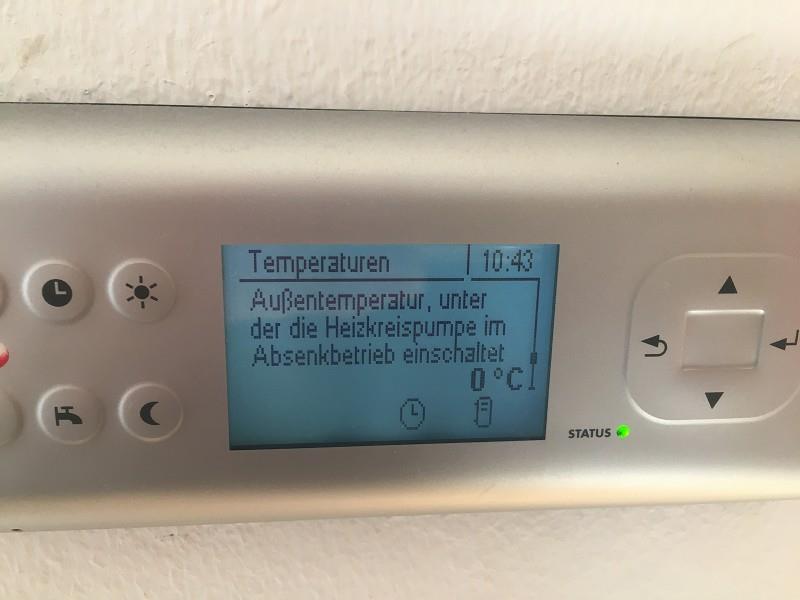 Temperaturen 10:43
Außentemperatur, unter
der die Heizkreispumpe im
Absenkbetrieb einschaltet
0 °C
STATUS